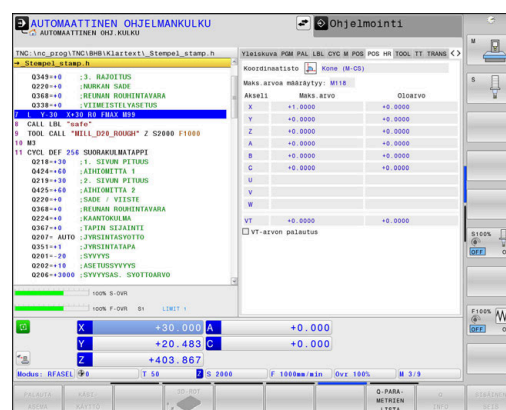 AUTOMAATTINEN OHJELMANKULKU
AUTOMAATTINEN OHJ.KULKU
Ohjelmointi
TNC:\nc_prog\TNC\BHB\Klartext\_Stempel_stamp.h
→_Stempel_stamp.h
Q349=+0 ;3. RAJOITUS
Q220=+0 ;NURKAN SADE
Q368=+0 ;REUNAN ROUHINTAVARA
Q338=+0 ;VIIMEISTELYASETUS
7 L Y-30 X+30 R0 FMAX M99
8 CALL LBL "safe"
9 TOOL CALL "MILL_D20_ROUGH" Z S2000 F1000
10 M3
11 CYCL DEF 256 SUORAKULMATAPPI
Q218=+30 ;1. SIVUN PITUUS
Q424=+60 ;AIHIOMITTA 1
Q219=+30 ;2. SIVUN PITUUS
Q425=+60 ;AIHIOMITTA 2
Q220=+0 ;SADE / VIISTE
Q368=+0 ;REUNAN ROUHINTAVARA
Q224=+0 ;KAANTOKULMA
Q367=+0 ;TAPIN SIJAINTI
Q207= AUTO ;JYRSINTASYOTTO
Q351=+1 ;JYRSINTATAPA
Q201=-20 ;SYVYYS
Q202=+10 ;ASETUSSYVYYS
Q206=+3000 ;SYVYYSAS. SYOTTOARVO
100% S-OVR
100% F-OVR S1 LIMIT 1
Yleiskuva PGM PAL LBL CYC M POS POS HR TOOL TT TRANS
Koordinaatisto Kone (M-CS)
Maks.arvoa määräytyy: M118
Akseli Maks.arvo Oloarvo
X +1.0000 +0.0000
Y +0.0000 +0.0000
Z +0.0000 +0.0000
A +0.0000 +0.0000
B +0.0000 +0.0000
C +0.0000 +0.0000
U
V
W
VT +0.0000 +0.0000
VT-arvon palautus
X +30.000 A +0.000
Y +20.483 C +0.000
Z +403.867
Modus: RFASEL 0 T 50 Z S 2000 F 1000mm/min Ovr 100% M 3/9
3D ROT
Q-PARA-
METRIEN
LISTA
M
S
S100%
OFF
F100%
OFF